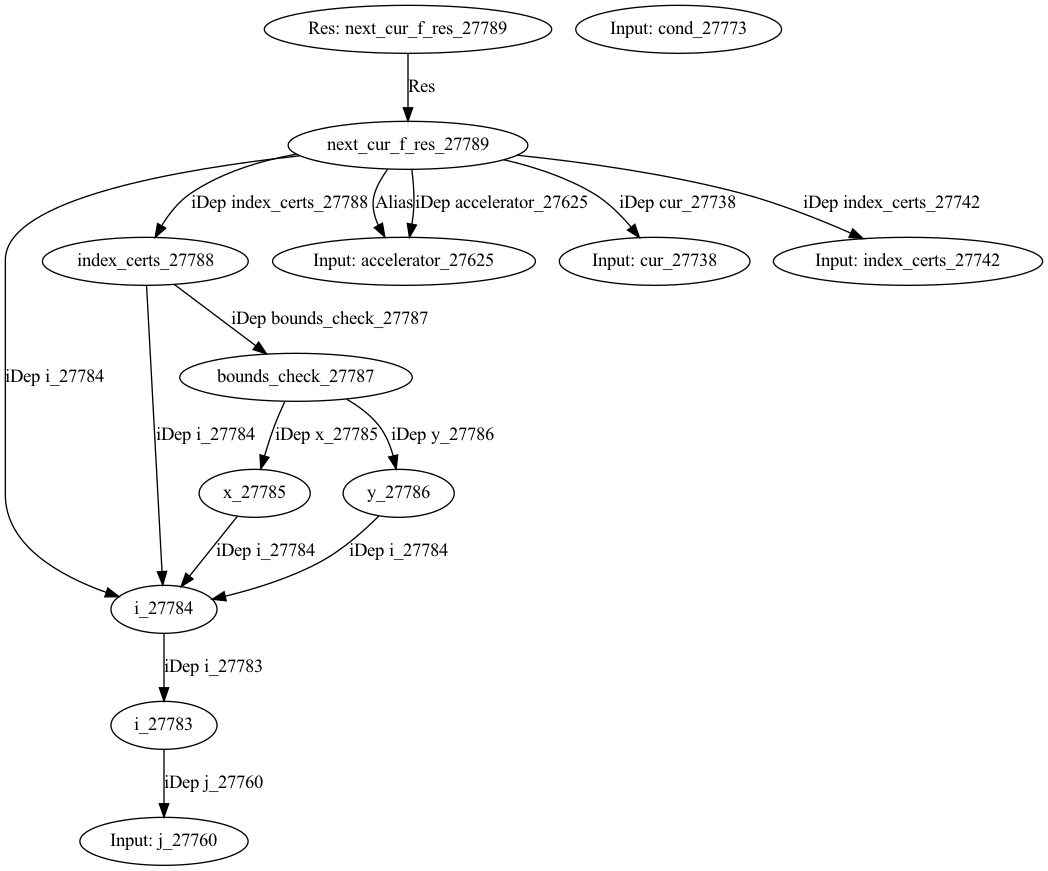 Res: next_cur_f_res_27789
Input: cond_27773
Res
next_cur_f_res_27789
iDep index_certs_27788
Alias
iDep accelerator_27625
iDep cur_27738
iDep index_certs_27742
index_certs_27788
Input: accelerator_27625
Input: cur_27738
Input: index_certs_27742
iDep bounds_check_27787
iDep i_27784
bounds_check_27787
iDep i_27784
iDep x_27785
iDep y_27786
x_27785
y_27786
iDep i_27784
iDep i_27784
i_27784
iDep i_27783
i_27783
iDep j_27760
Input: j_27760